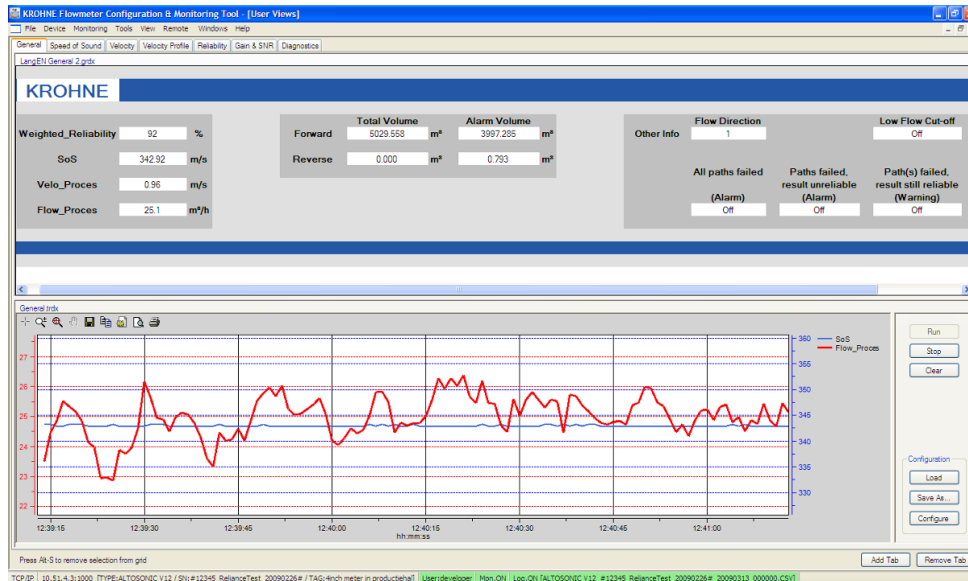 KROHNE Flowmeter Configuration & Monitoring Tool - [User Views]
File Device Monitoring Tools View Remote Windows Help
General Speed of Sound Velocity Velocity Profile Reliability Gain & SNR Diagnostics
LangEN General 2.grdx
KROHNE
Total Volume Alarm Volume Flow Direction Low Flow Cut-off
Weighted_Reliability 92 % Forward 5029.558 m³ 3997.285 m³ Other Info 1 Off
SoS 342.92 m/s Reverse 0.000 m³ 0.793 m³
All paths failed Paths failed, Path(s) failed,
Velo_Proces 0.96 m/s result unreliable result still reliable
(Alarm) (Alarm) (Warning)
Flow_Proces 25.1 m³/h Off Off Off
General.trdx
27
26
25
24
23
22
360
355
350
345
340
335
330
SoS
Flow_Proces
12:39:15 12:39:30 12:39:45 12:40:00 12:40:15 12:40:30 12:40:45 12:41:00
hh:mm:ss
Run
Stop
Clear
Configuration
Load
Save As...
Configure
Press Alt-S to remove selection from grid
Add Tab Remove Tab
TCP/IP 10.51.4.3:1000 [TYPE:ALTOSONIC V12 / SN:#12345_RelianceTest_20090226# / TAG:4inch meter in productiehal] User:developer Mon.ON Log.ON [ALTOSONIC V12_#12345_RelianceTest_20090226#_20090313_000000.CSV]